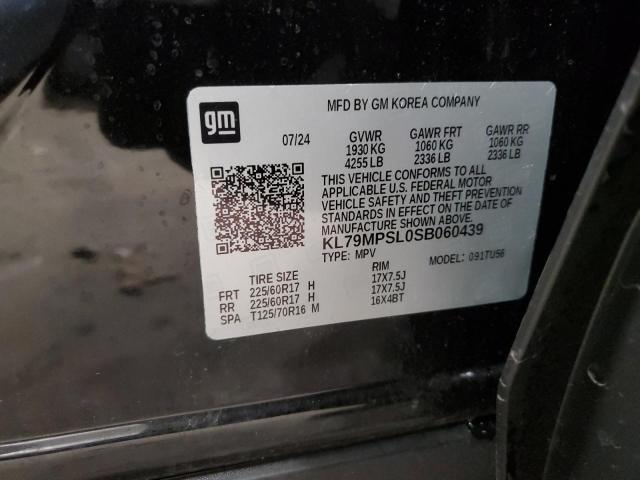 gm
MFD BY GM KOREA COMPANY
07/24 GVWR GAWR FRT GAWR RR
1930 KG 1060 KG 1060 KG
4255 LB 2336 LB 2336 LB
THIS VEHICLE CONFORMS TO ALL
APPLICABLE U.S. FEDERAL MOTOR
VEHICLE SAFETY AND THEFT PREVENTION
STANDARDS IN EFFECT ON THE DATE OF
MANUFACTURE SHOWN ABOVE.
KL79MPSL0SB060439
TYPE: MPV MODEL: 091TU56
TIRE SIZE RIM
FRT 225/60R17 H 17X7.5J
RR 225/60R17 H 17X7.5J
SPA T125/70R16 M 16X4BT